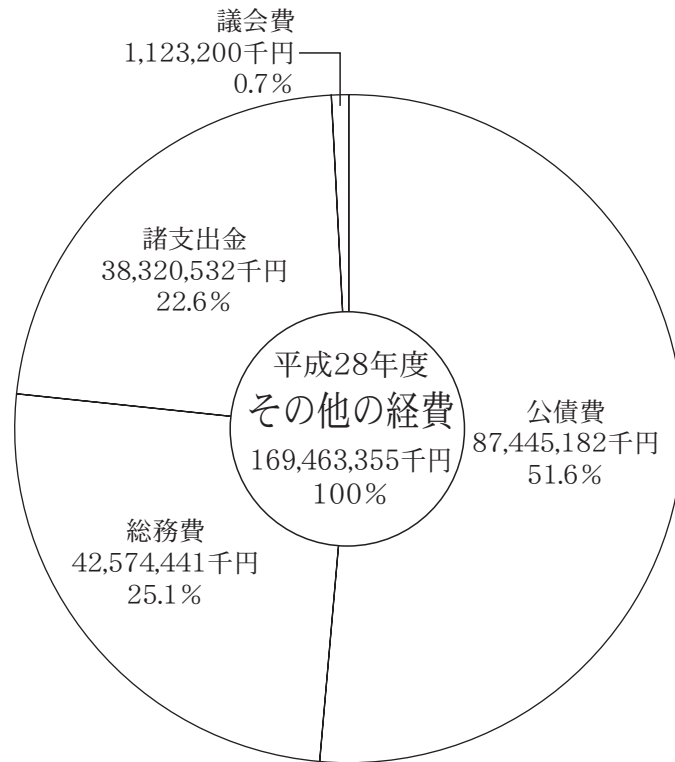 議会費
1,123,200千円
0.7%
諸支出金
38,320,532千円
22.6%
平成28年度
その他の経費
169,463,355千円
100%
公債費
87,445,182千円
51.6%
総務費
42,574,441千円
25.1%